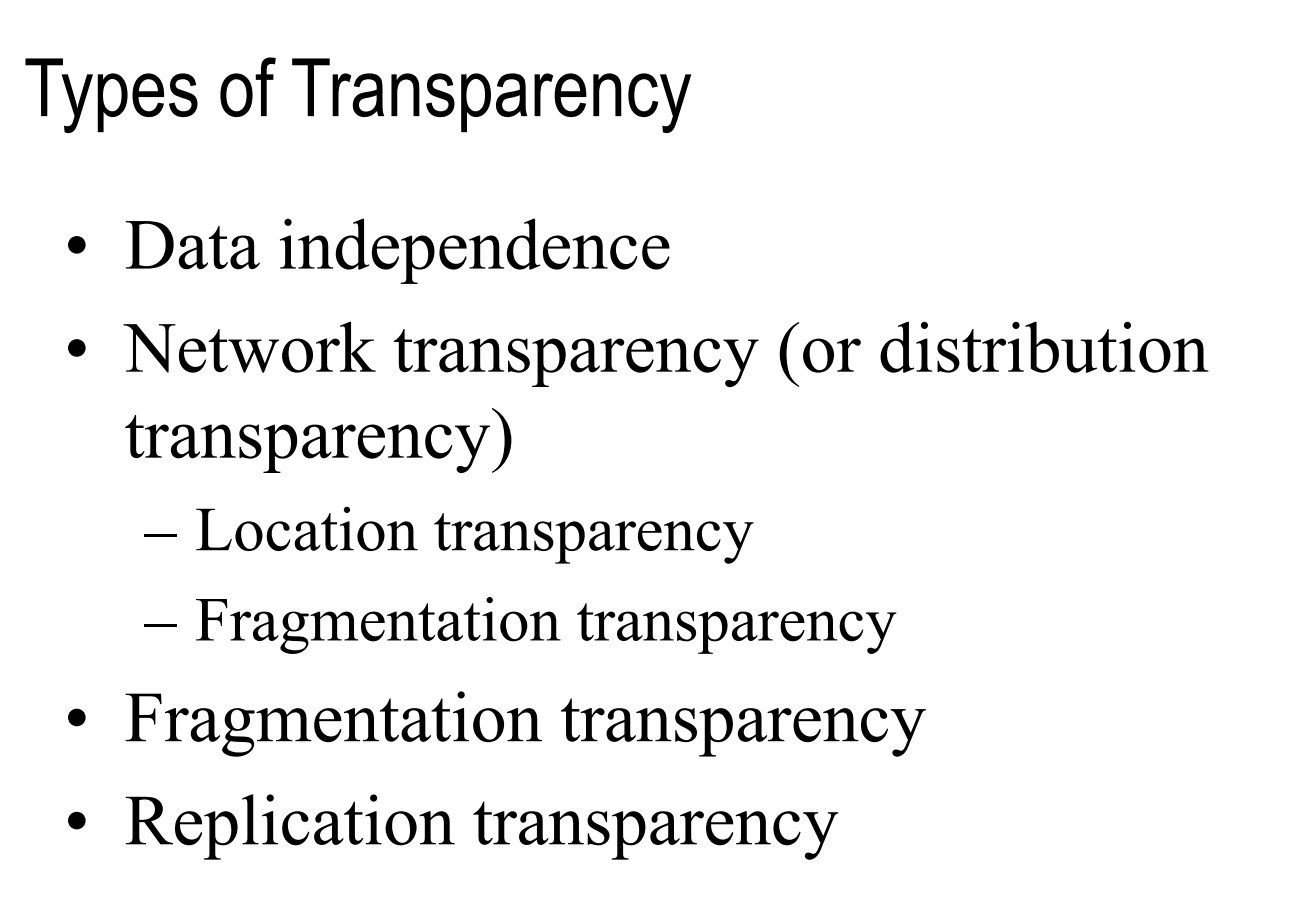 Types of Transparency
• Data independence
• Network transparency (or distribution
transparency)
– Location transparency
– Fragmentation transparency
• Fragmentation transparency
• Replication transparency